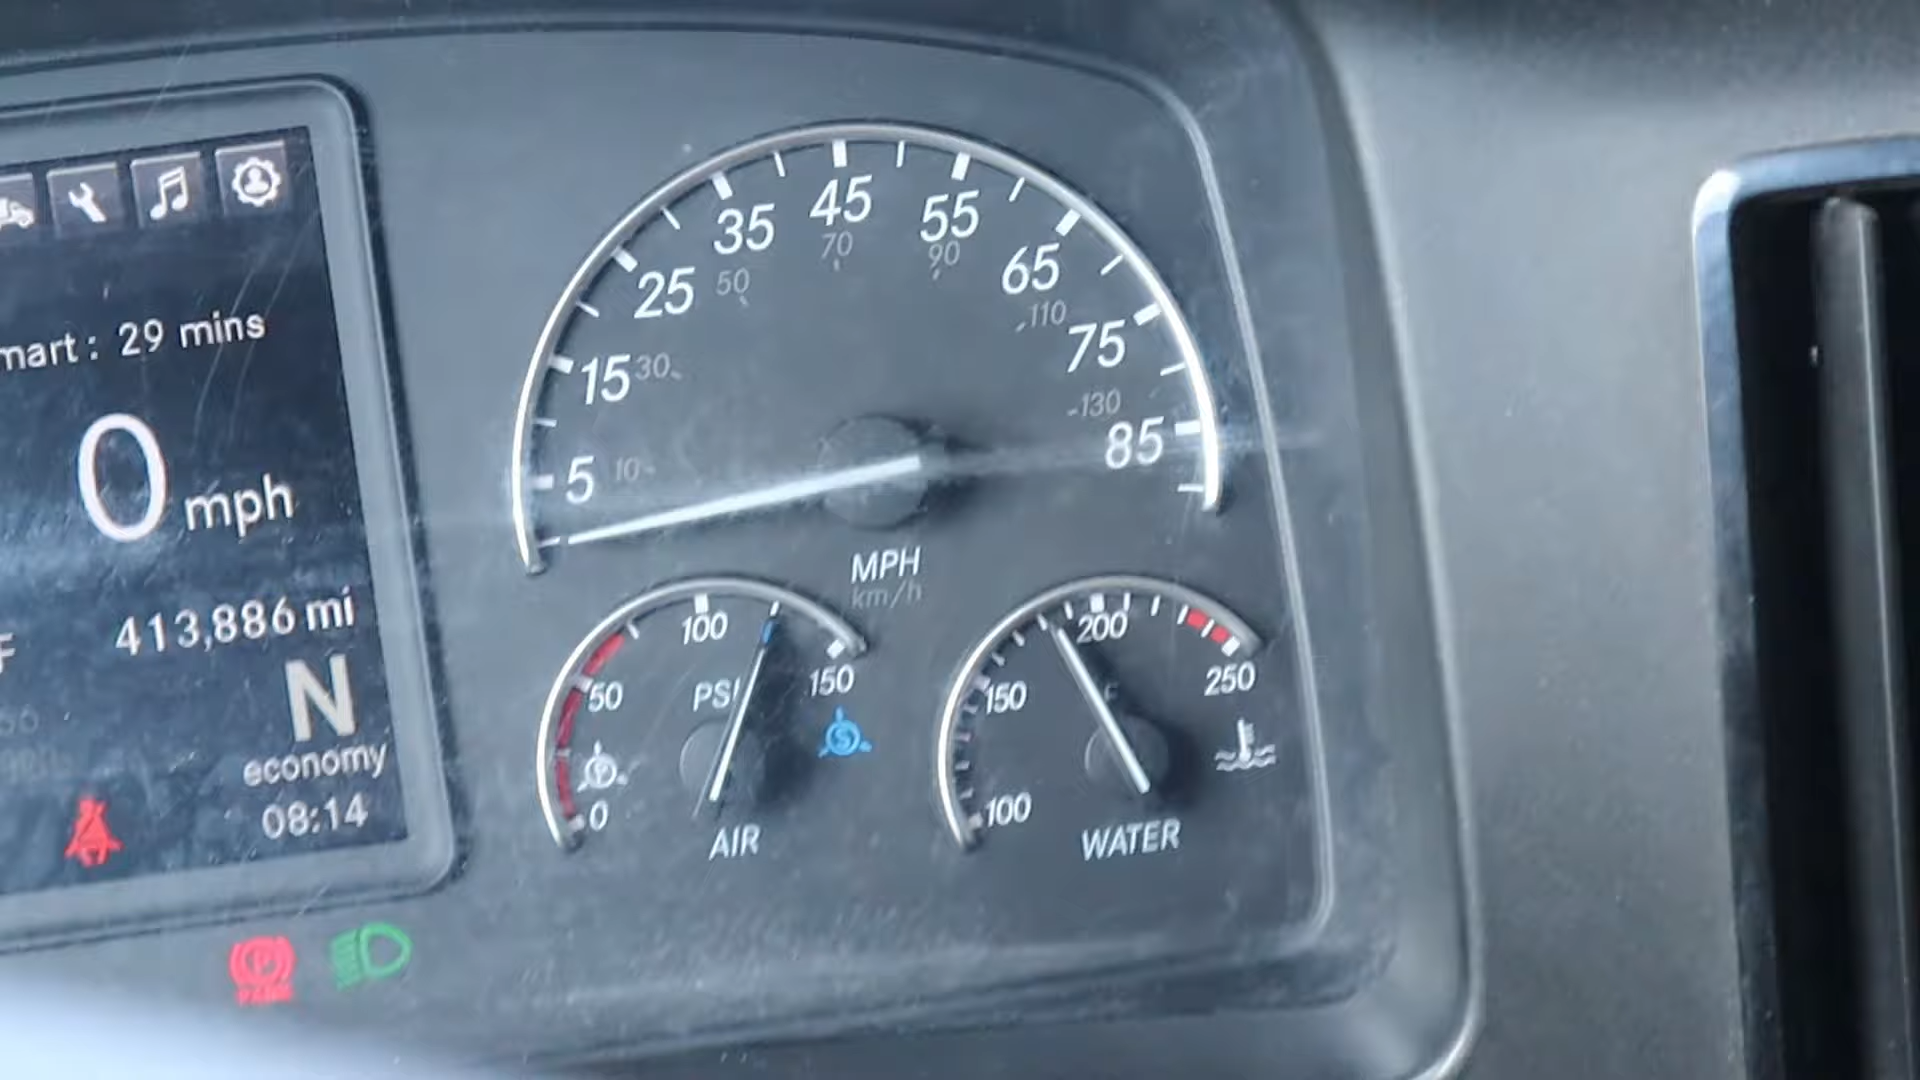 mart: 29 mins
0 mph
413,886 mi
N
economy
08:14
P
PARK
5
15
25
35
45
55
65
75
85
10
30
50
70
90
110
130
MPH
km/h
0
50
100
150
PSI
P
S
AIR
100
150
200
250
F
WATER